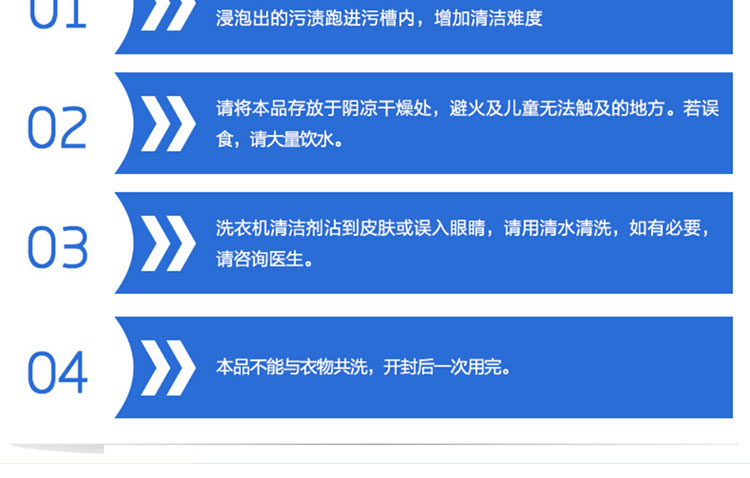 01
浸泡出的污渍跑进污槽内，增加清洁难度
02
请将本品存放于阴凉干燥处，避火及儿童无法触及的地方。若误
食，请大量饮水。
03
洗衣机清洁剂沾到皮肤或误入眼睛，请用清水清洗，如有必要，
请咨询医生。
04
本品不能与衣物共洗，开封后一次用完。